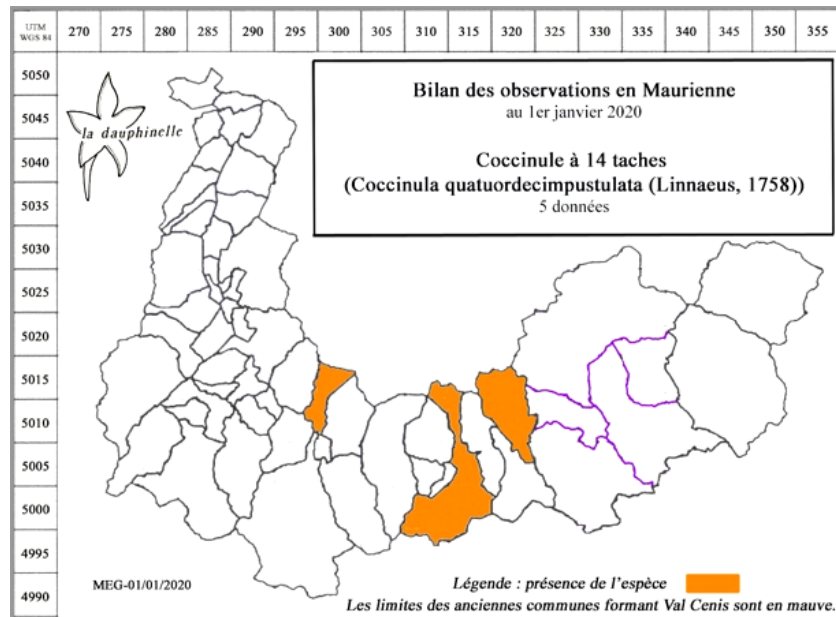 UTM
WGS 84
270 275 280 285 290 295 300 305 310 315 320 325 330 335 340 345 350 355
5050
5045
5040
5035
5030
5025
5020
5015
5010
5005
5000
4995
4990
la dauphinelle
Bilan des observations en Maurienne
au 1er janvier 2020
Coccinule à 14 taches
(Coccinula quatuordecimpustulata (Linnaeus, 1758))
5 données
MEG-01/01/2020
Légende : présence de l'espèce
Les limites des anciennes communes formant Val Cenis sont en mauve.